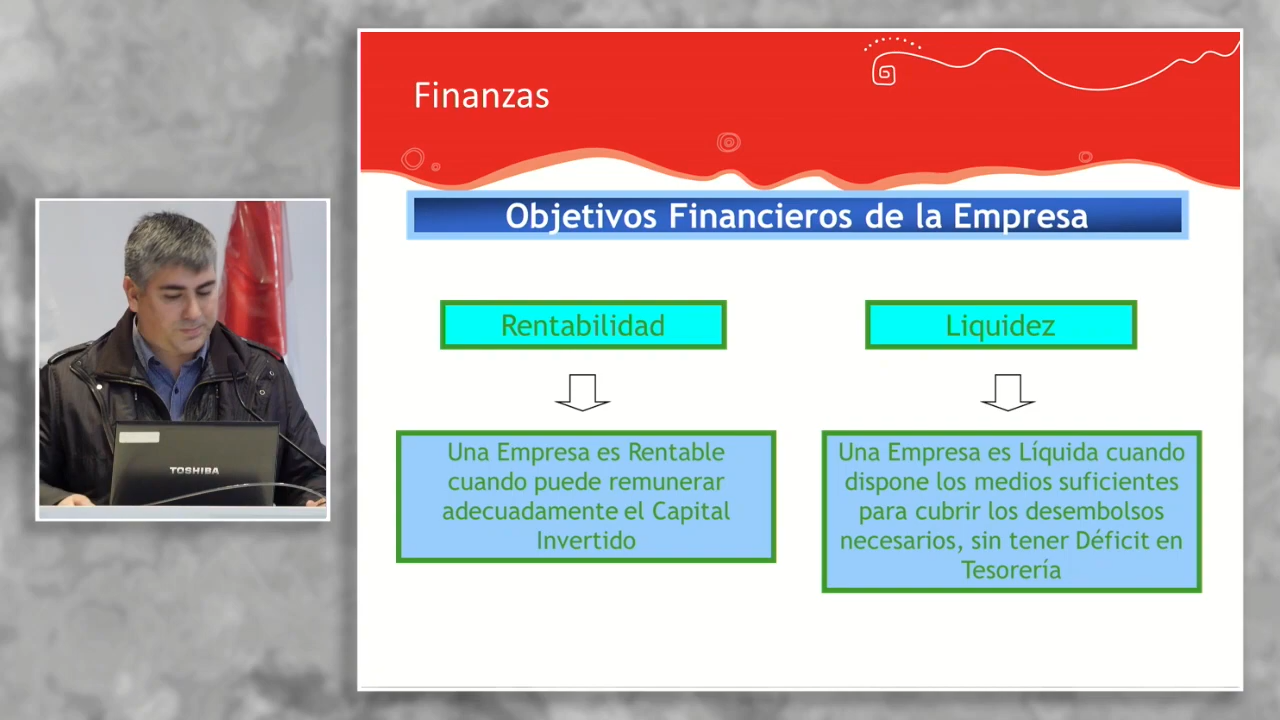 Finanzas
Objetivos Financieros de la Empresa
Rentabilidad
Liquidez
Una Empresa es Rentable
cuando puede remunerar
adecuadamente el Capital
Invertido
Una Empresa es Líquida cuando
dispone los medios suficientes
para cubrir los desembolsos
necesarios, sin tener Déficit en
Tesorería
TOSHIBA